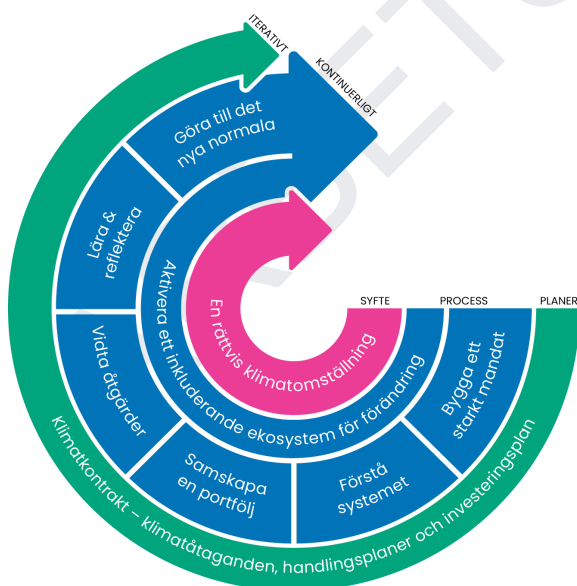 ITERATIVT
KONTINUERLIGT
Göra till det
nya normala
Lära &
reflektera
Vidta åtgärder
Samskapa
en portfölj
Förstå
systemet
Bygga ett
starkt mandat
SYFTE
PROCESS
PLANER
En rättvis klimatomställning
Aktivera ett inkluderande ekosystem för förändring
Klimatkontrakt – klimatåtaganden, handlingsplaner och investeringsplan